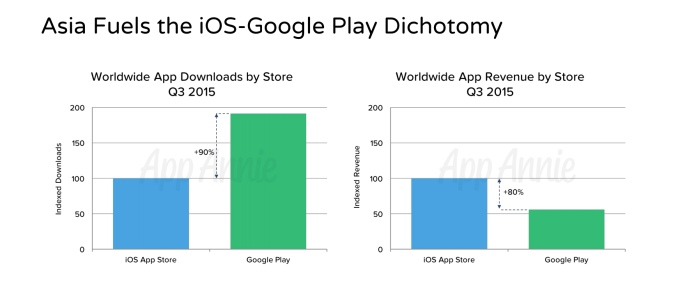 Asia Fuels the iOS-Google Play Dichotomy
Worldwide App Downloads by Store
Q3 2015
200
150
100
50
0
Indexed Downloads
+90%
App Annie
iOS App Store
Google Play
Worldwide App Revenue by Store
Q3 2015
200
150
100
50
0
Indexed Revenue
+80%
App Annie
iOS App Store
Google Play